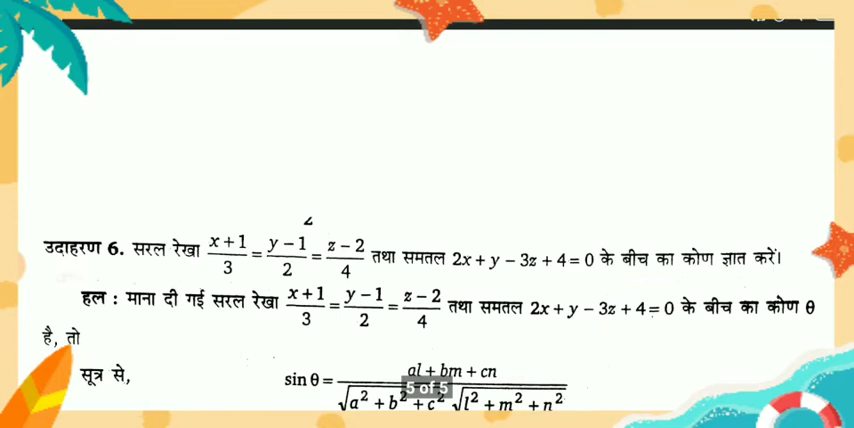 उदाहरण 6. सरल रेखा (x + 1)/3 = (y − 1)/2 = (z − 2)/4 तथा समतल 2x + y − 3z + 4 = 0 के बीच का कोण ज्ञात करें।
हल : माना दी गई सरल रेखा (x + 1)/3 = (y − 1)/2 = (z − 2)/4 तथा समतल 2x + y − 3z + 4 = 0 के बीच का कोण θ
है, तो
सूत्र से, sin θ = (al + bm + cn)/(√(a² + b² + c²) √(l² + m² + n²))
5 of 5